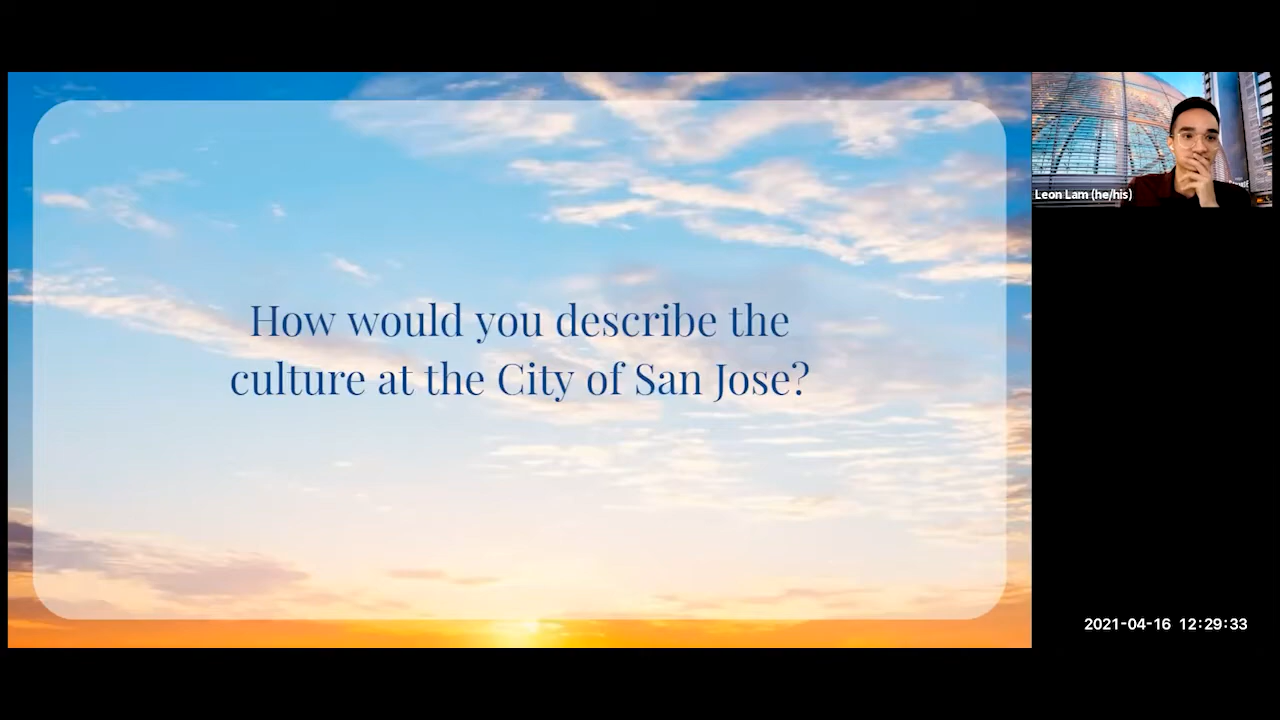 How would you describe the
culture at the City of San Jose?
Leon Lam (he/his)
2021-04-16 12:29:33